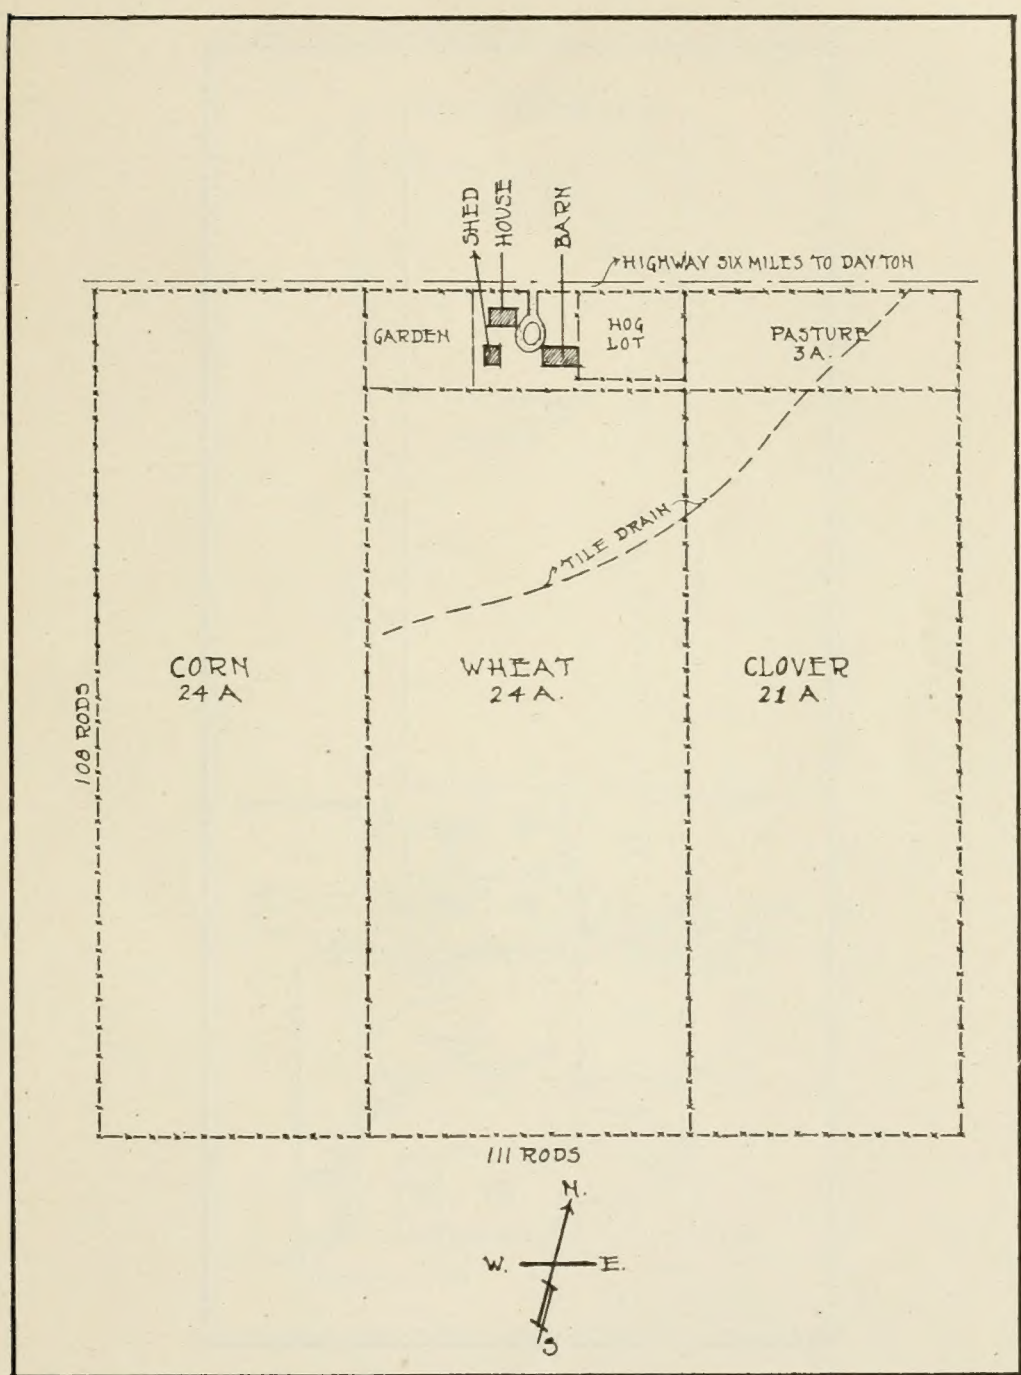 SHED
HOUSE
BARN
HIGHWAY SIX MILES TO DAYTON
GARDEN
HOG
LOT
PASTURE
3 A.
TILE DRAIN
CORN
24 A
WHEAT
24 A.
CLOVER
21 A
108 RODS
111 RODS
N.
W.
E.
S